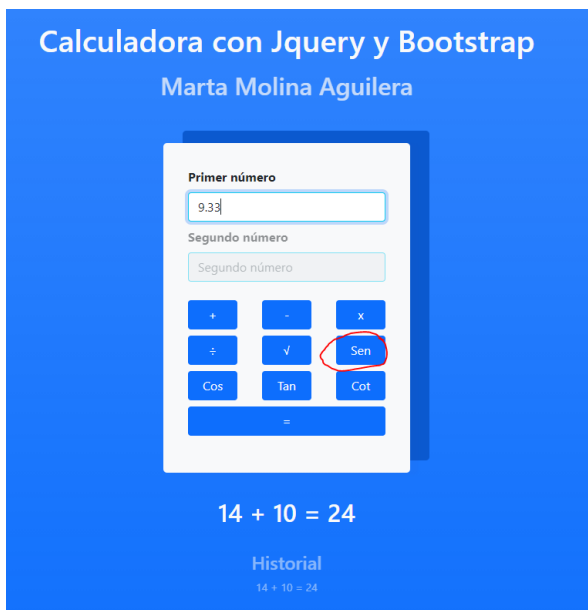 Calculadora con Jquery y Bootstrap
Marta Molina Aguilera
Primer número
9.33
Segundo número
Segundo número
+ - x
÷ √ Sen
Cos Tan Cot
=
14 + 10 = 24
Historial
14 + 10 = 24